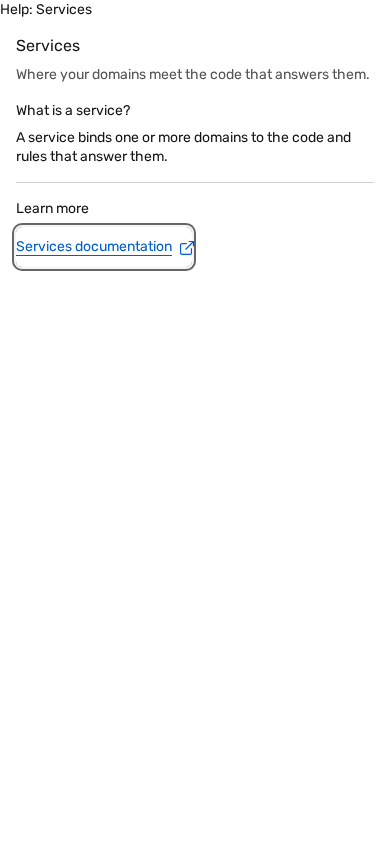 Help: Services
Services
Where your domains meet the code that answers them.
What is a service?
A service binds one or more domains to the code and
rules that answer them.
Learn more
Services documentation